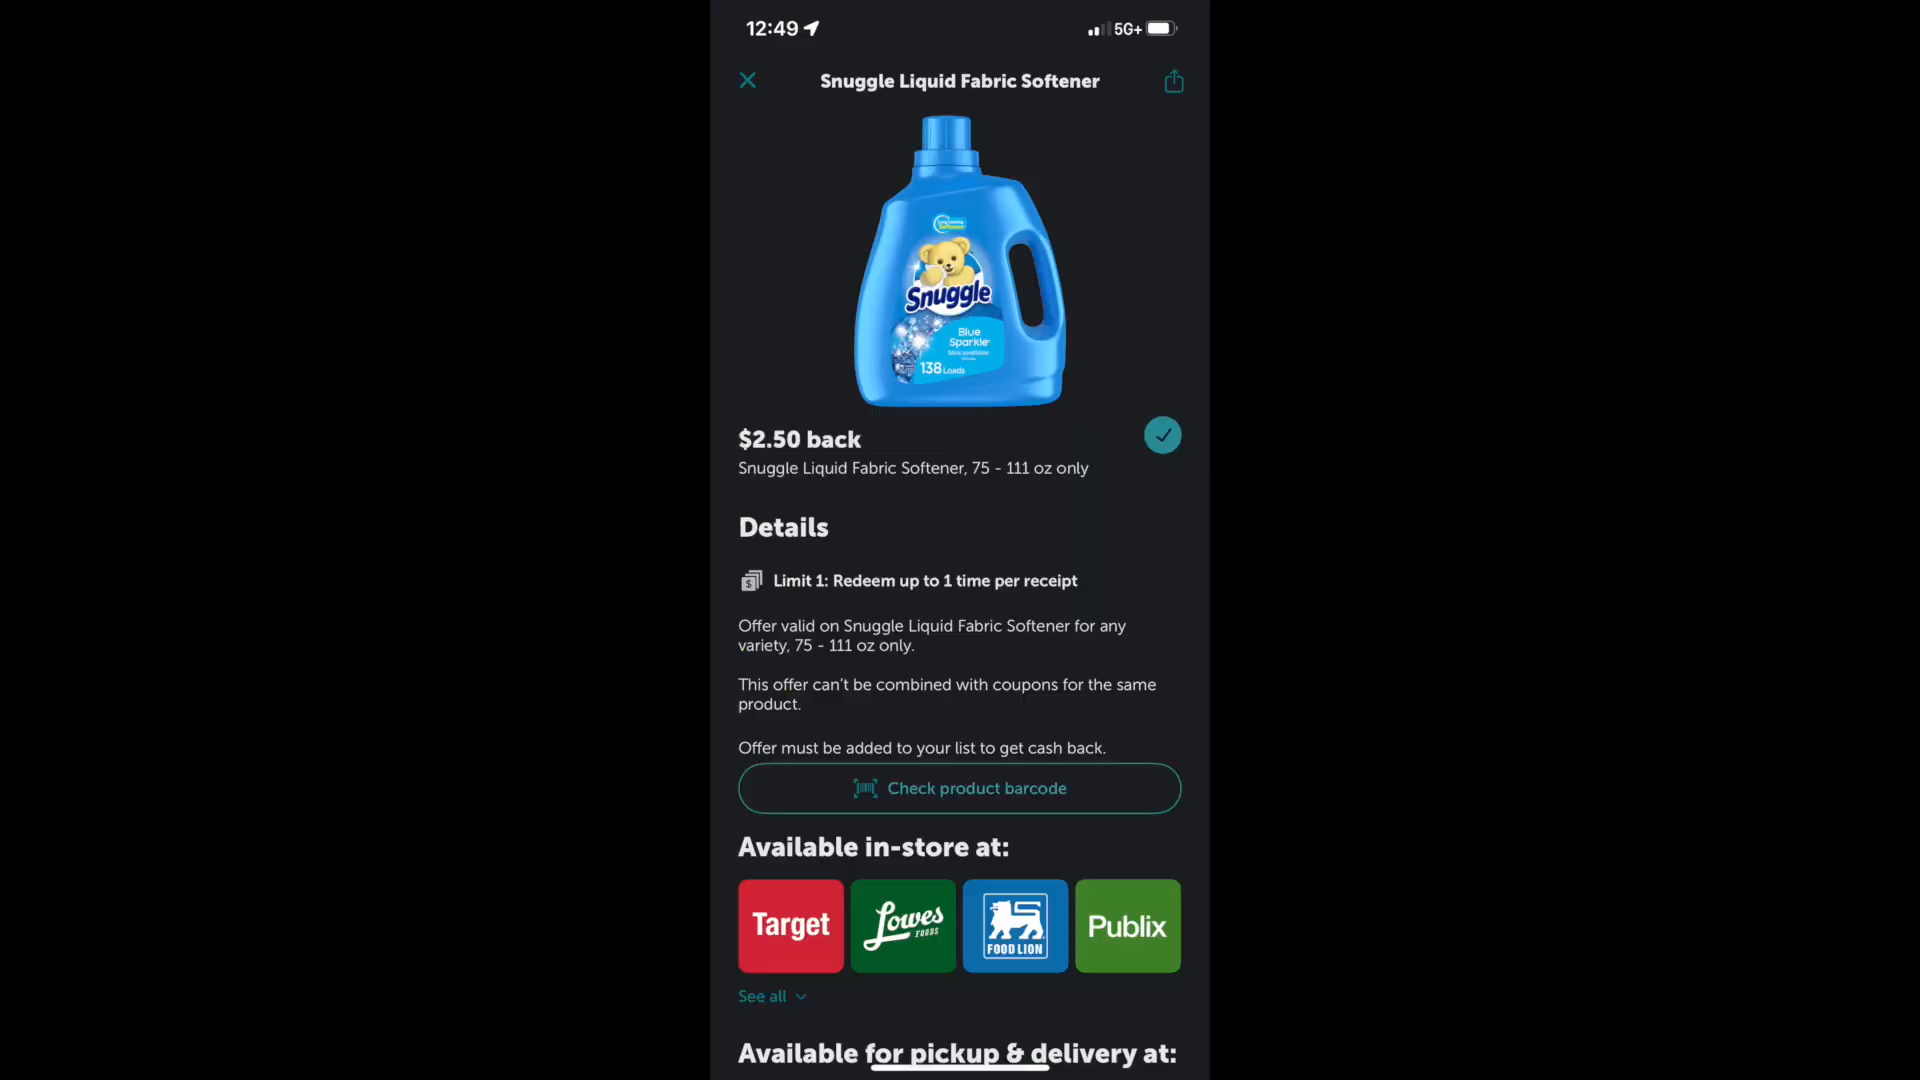 12:49
5G+
Snuggle Liquid Fabric Softener
Snuggle
Blue
Sparkle
138 Loads
$2.50 back
Snuggle Liquid Fabric Softener, 75 - 111 oz only
Details
Limit 1: Redeem up to 1 time per receipt
Offer valid on Snuggle Liquid Fabric Softener for any
variety, 75 - 111 oz only.
This offer can't be combined with coupons for the same
product.
Offer must be added to your list to get cash back.
Check product barcode
Available in-store at:
Target
Lowes
FOODS
FOOD LION
Publix
See all
Available for pickup & delivery at: